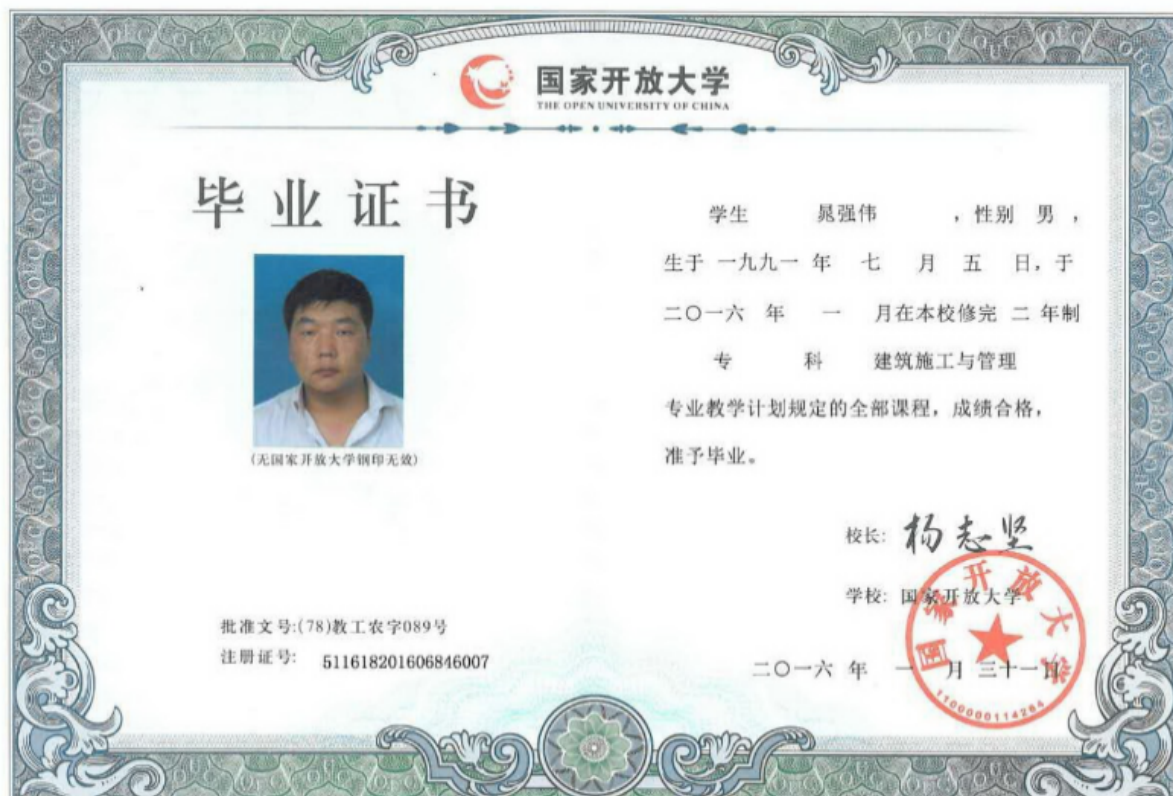 国家开放大学
THE OPEN UNIVERSITY OF CHINA
毕业证书
(无国家开放大学钢印无效)
批准文号:(78)教工农字089号
注册证号: 511618201606846007
学生 晁强伟 ,性别 男 ,
生于 一九九一 年 七 月 五 日,于
二〇一六 年 一 月在本校修完 二 年制
专 科 建筑施工与管理
专业教学计划规定的全部课程,成绩合格,
准予毕业。
校长: 杨志坚
学校: 国家开放大学
二〇一六 年 一 月 三十一日
国家开放大学
1100000114284